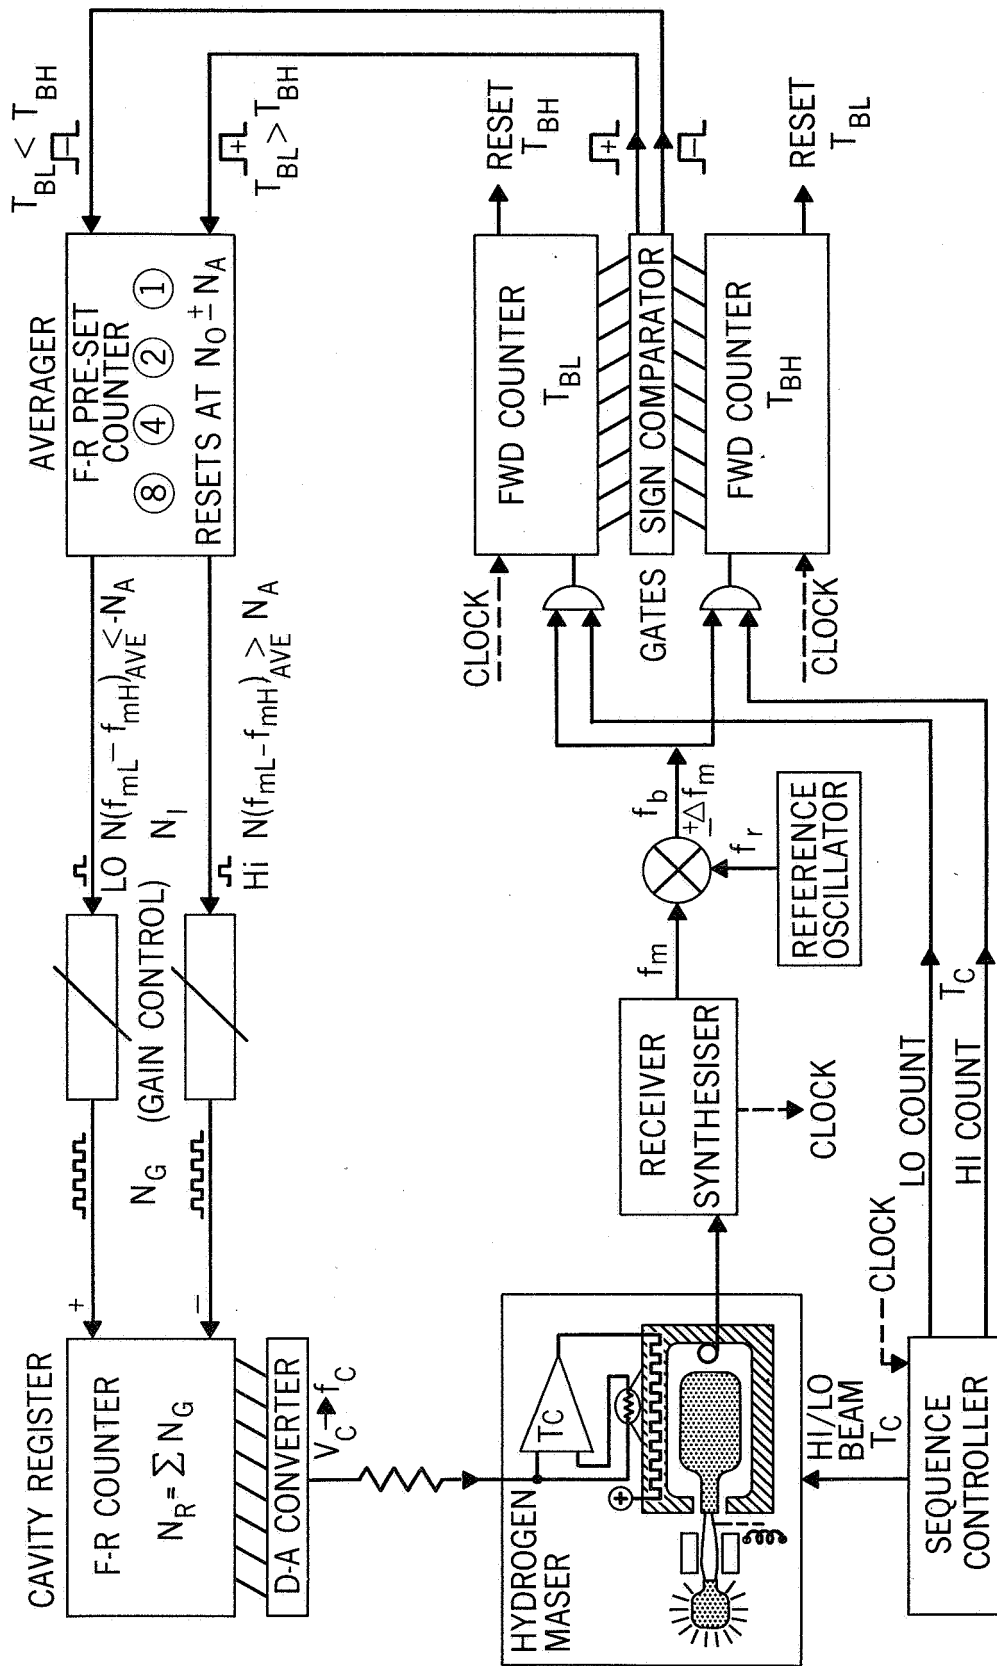 CAVITY REGISTER
F-R COUNTER
N_R = ∑ N_G
D-A CONVERTER
V_C → f_C
+
−
N_G (GAIN CONTROL) N_I
LO N(f_mL − f_mH)_AVE < -N_A
Hi N(f_mL - f_mH)_AVE > N_A
AVERAGER
F-R PRE-SET
COUNTER
8 4 2 1
RESETS AT N_O ± N_A
T_BL < T_BH
−
+
T_BL > T_BH
HYDROGEN
MASER
T_C
+
HI/LO
BEAM
T_C
SEQUENCE
CONTROLLER
CLOCK
RECEIVER
SYNTHESISER
CLOCK
f_m
f_b
±Δf_m
f_r
REFERENCE
OSCILLATOR
LO COUNT
T_C
HI COUNT
CLOCK
GATES
CLOCK
FWD COUNTER
T_BL
SIGN COMPARATOR
FWD COUNTER
T_BH
RESET
T_BH
+
−
RESET
T_BL